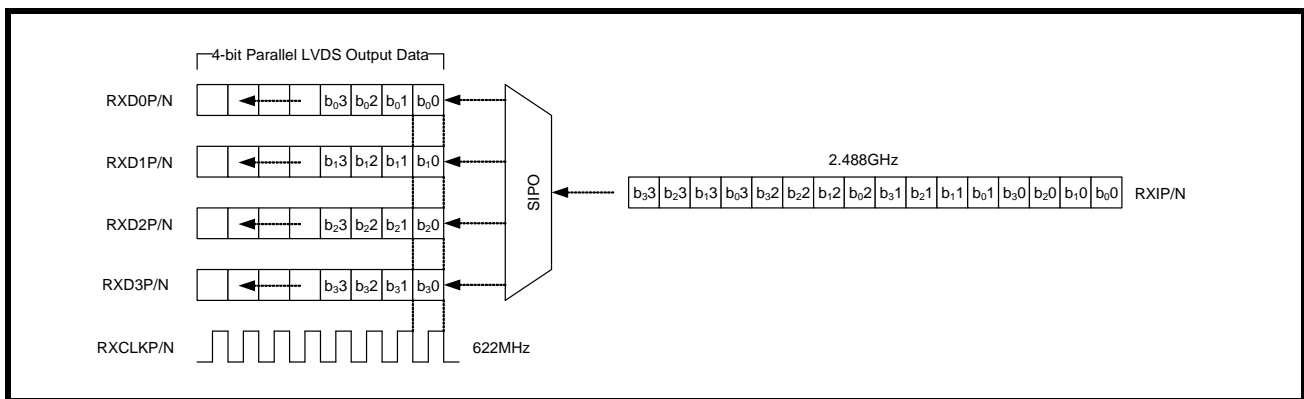 4-bit Parallel LVDS Output Data
RXD0P/N
b₀3 b₀2 b₀1 b₀0
RXD1P/N
b₁3 b₁2 b₁1 b₁0
RXD2P/N
b₂3 b₂2 b₂1 b₂0
RXD3P/N
b₃3 b₃2 b₃1 b₃0
RXCLKP/N
622MHz
SIPO
2.488GHz
b₃3 b₂3 b₁3 b₀3 b₃2 b₂2 b₁2 b₀2 b₃1 b₂1 b₁1 b₀1 b₃0 b₂0 b₁0 b₀0
RXIP/N